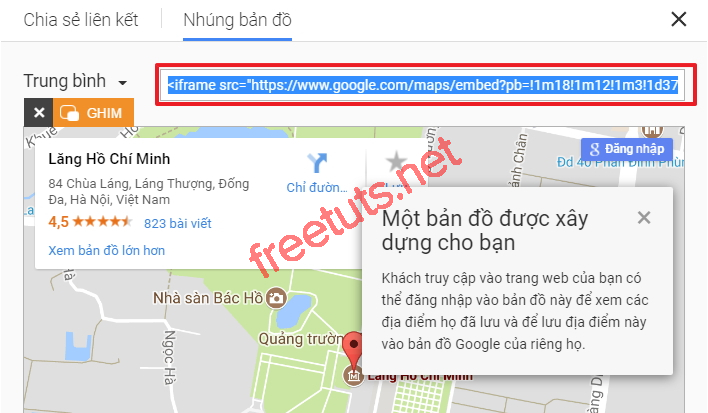 Chia sẻ liên kết
Nhúng bản đồ
Trung bình
<iframe src="https://www.google.com/maps/embed?pb=!1m18!1m12!1m3!1d37
GHIM
Lăng Hồ Chí Minh
84 Chùa Láng, Láng Thượng, Đống
Đa, Hà Nội, Việt Nam
4,5
823 bài viết
Xem bản đồ lớn hơn
Chỉ đườn...
Đăng nhập
freetuts.net
Một bản đồ được xây
dựng cho bạn
Khách truy cập vào trang web của bạn có
thể đăng nhập vào bản đồ này để xem các
địa điểm họ đã lưu và để lưu địa điểm này
vào bản đồ Google của riêng họ.
Nhà sàn Bác Hồ
Quảng trường
Ngọc Hà
Lăng Hồ Chí Minh